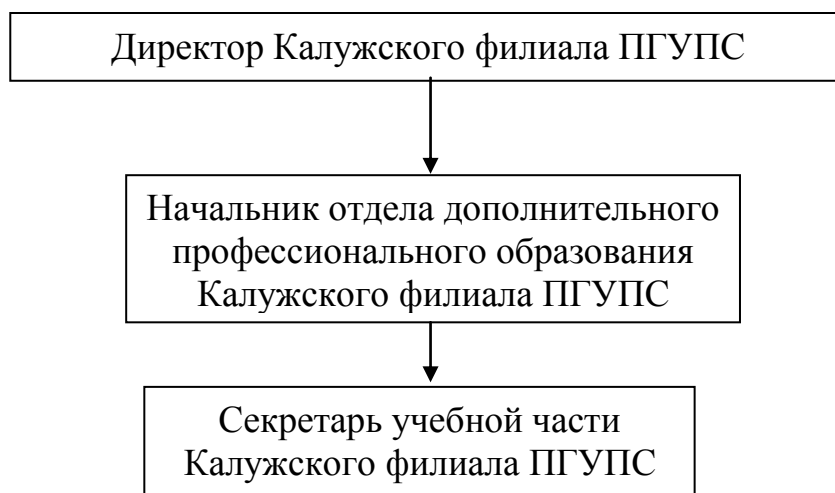 Директор Калужского филиала ПГУПС
Начальник отдела дополнительного
профессионального образования
Калужского филиала ПГУПС
Секретарь учебной части
Калужского филиала ПГУПС